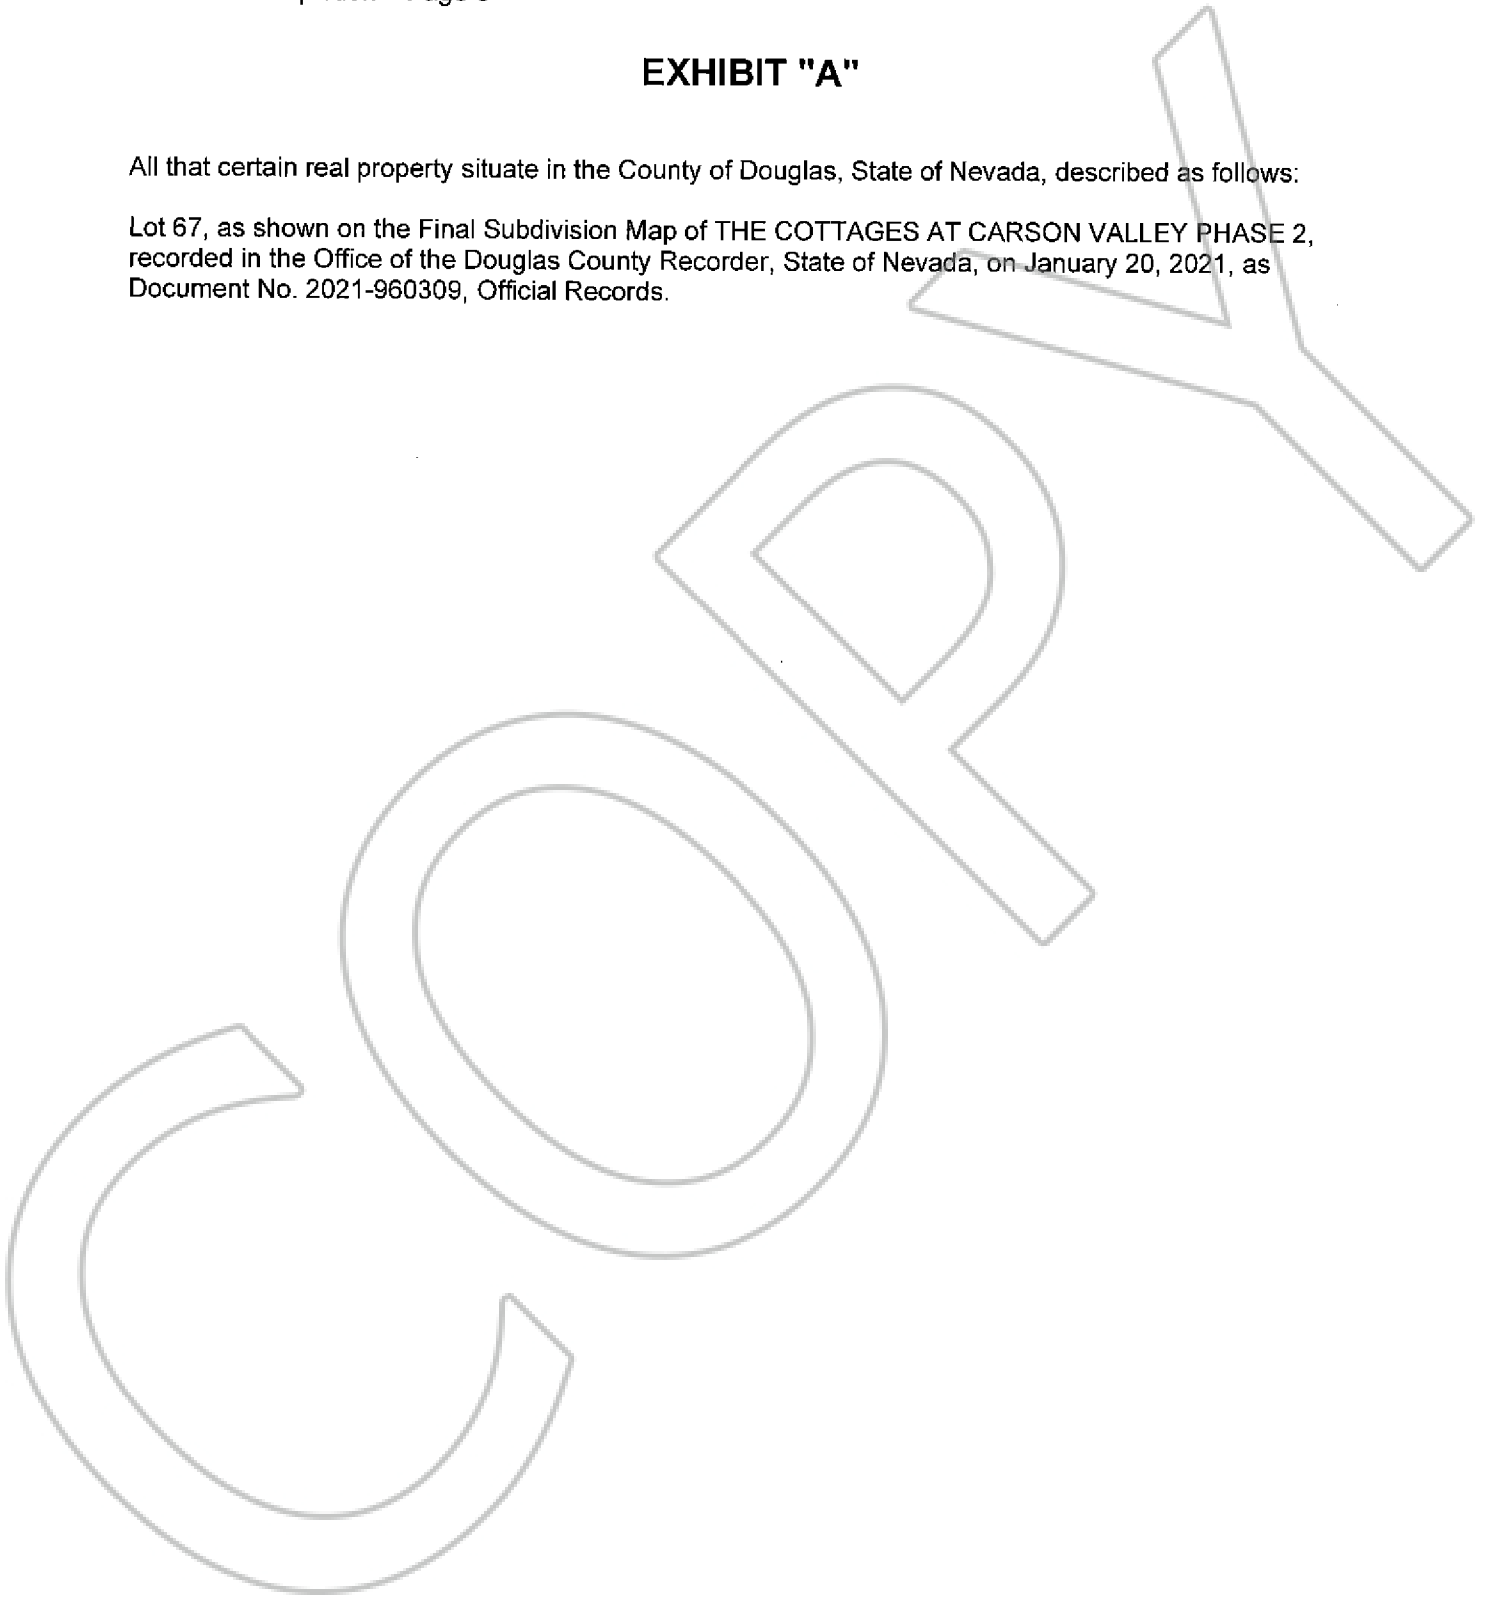 EXHIBIT "A"
All that certain real property situate in the County of Douglas, State of Nevada, described as follows:
Lot 67, as shown on the Final Subdivision Map of THE COTTAGES AT CARSON VALLEY PHASE 2,
recorded in the Office of the Douglas County Recorder, State of Nevada, on January 20, 2021, as
Document No. 2021-960309, Official Records.
COPY